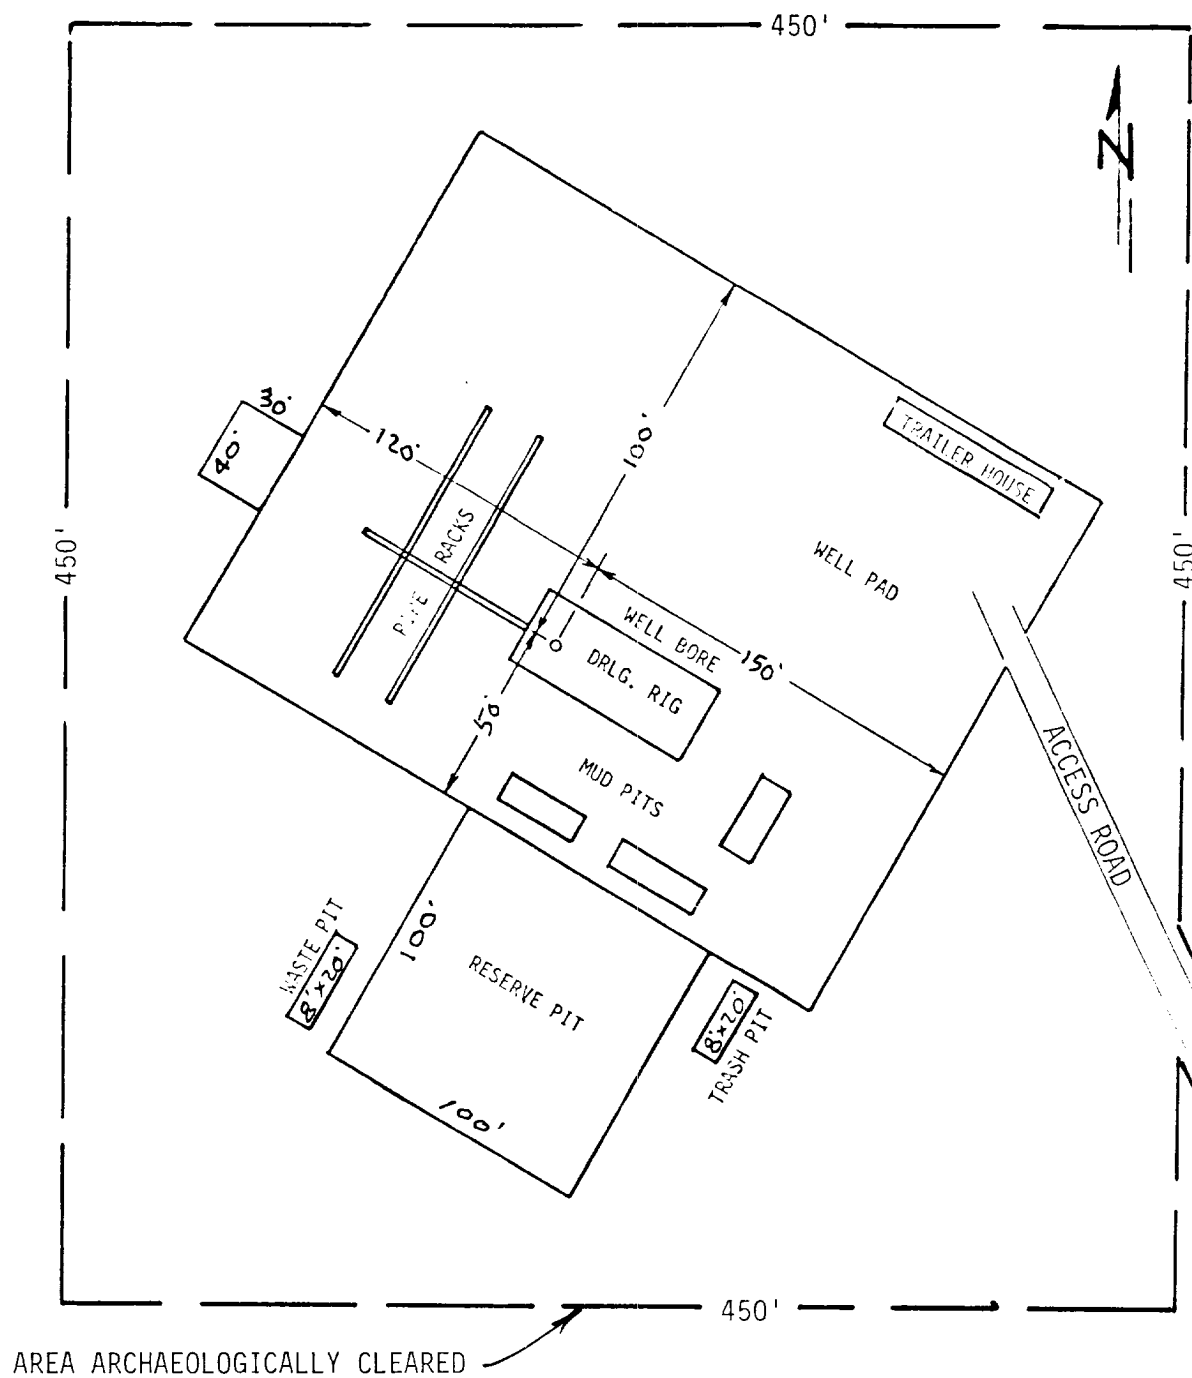 450'
N
30'
40'
120'
100'
TRAILER HOUSE
450'
450'
PIPE RACKS
WELL PAD
WELL BORE
150'
DRLG. RIG
50'
MUD PITS
ACCESS ROAD
WASTE PIT
8'x20'
100'
RESERVE PIT
8'x20'
TRASH PIT
100'
450'
AREA ARCHAEOLOGICALLY CLEARED